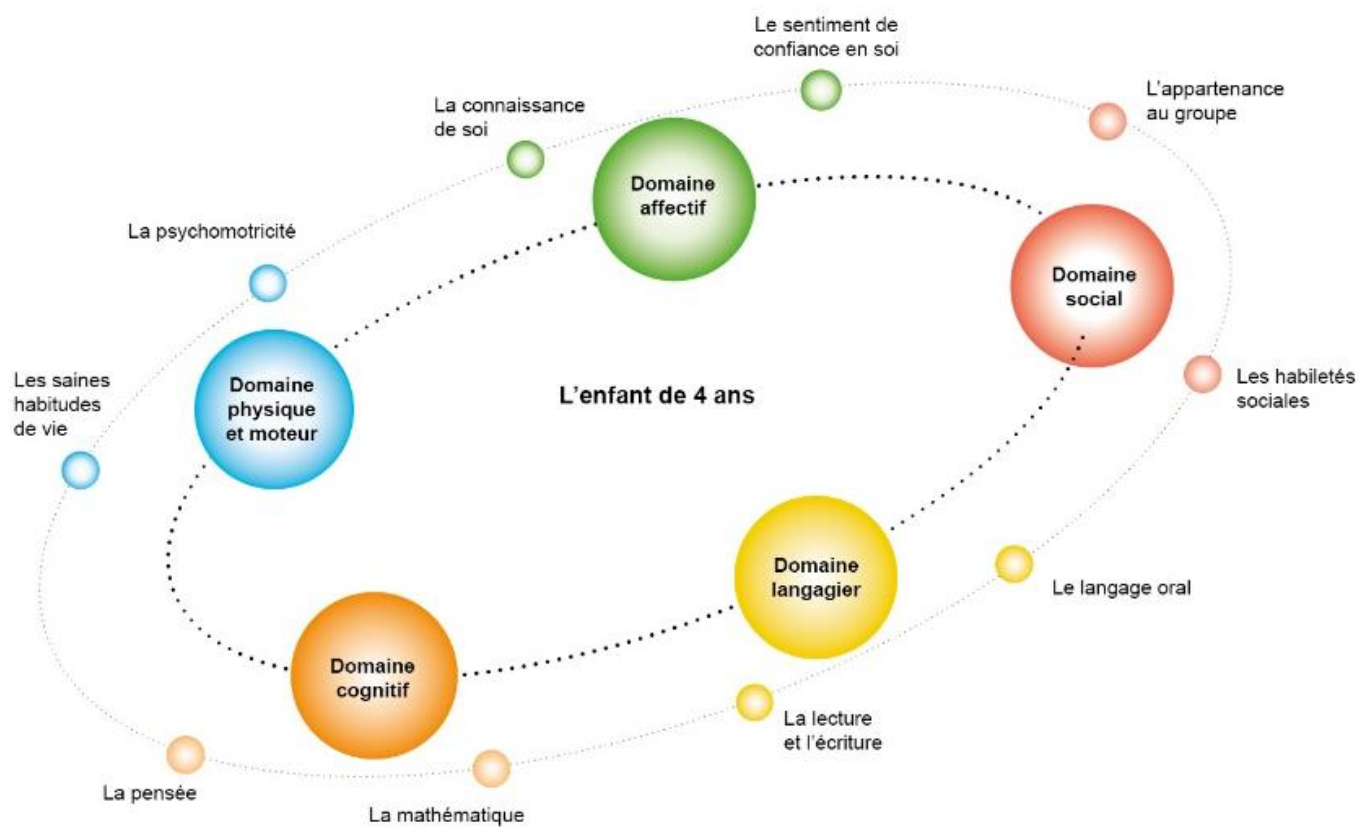 Le sentiment de
confiance en soi
L'appartenance
au groupe
La connaissance
de soi
Domaine
affectif
La psychomotricité
Domaine
social
Les saines
habitudes
de vie
Domaine
physique
et moteur
L'enfant de 4 ans
Les habiletés
sociales
Domaine
langagier
Le langage oral
Domaine
cognitif
La lecture
et l'écriture
La pensée
La mathématique